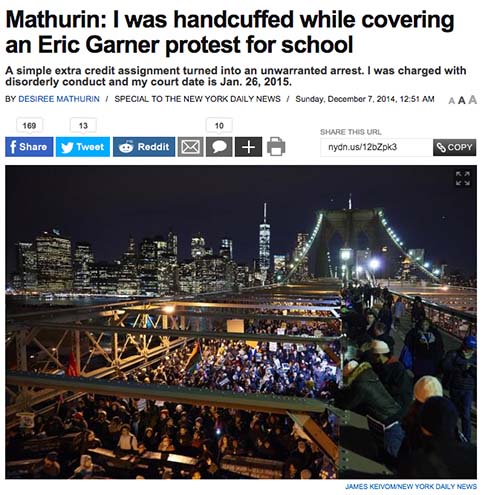 Mathurin: I was handcuffed while covering
an Eric Garner protest for school
A simple extra credit assignment turned into an unwarranted arrest. I was charged with
disorderly conduct and my court date is Jan. 26, 2015.
BY DESIREE MATHURIN / SPECIAL TO THE NEW YORK DAILY NEWS / Sunday, December 7, 2014, 12:51 AM A A A
169 13 10
SHARE THIS URL
f Share Tweet Reddit + nydn.us/12bZpk3 COPY
JAMES KEIVOM/NEW YORK DAILY NEWS